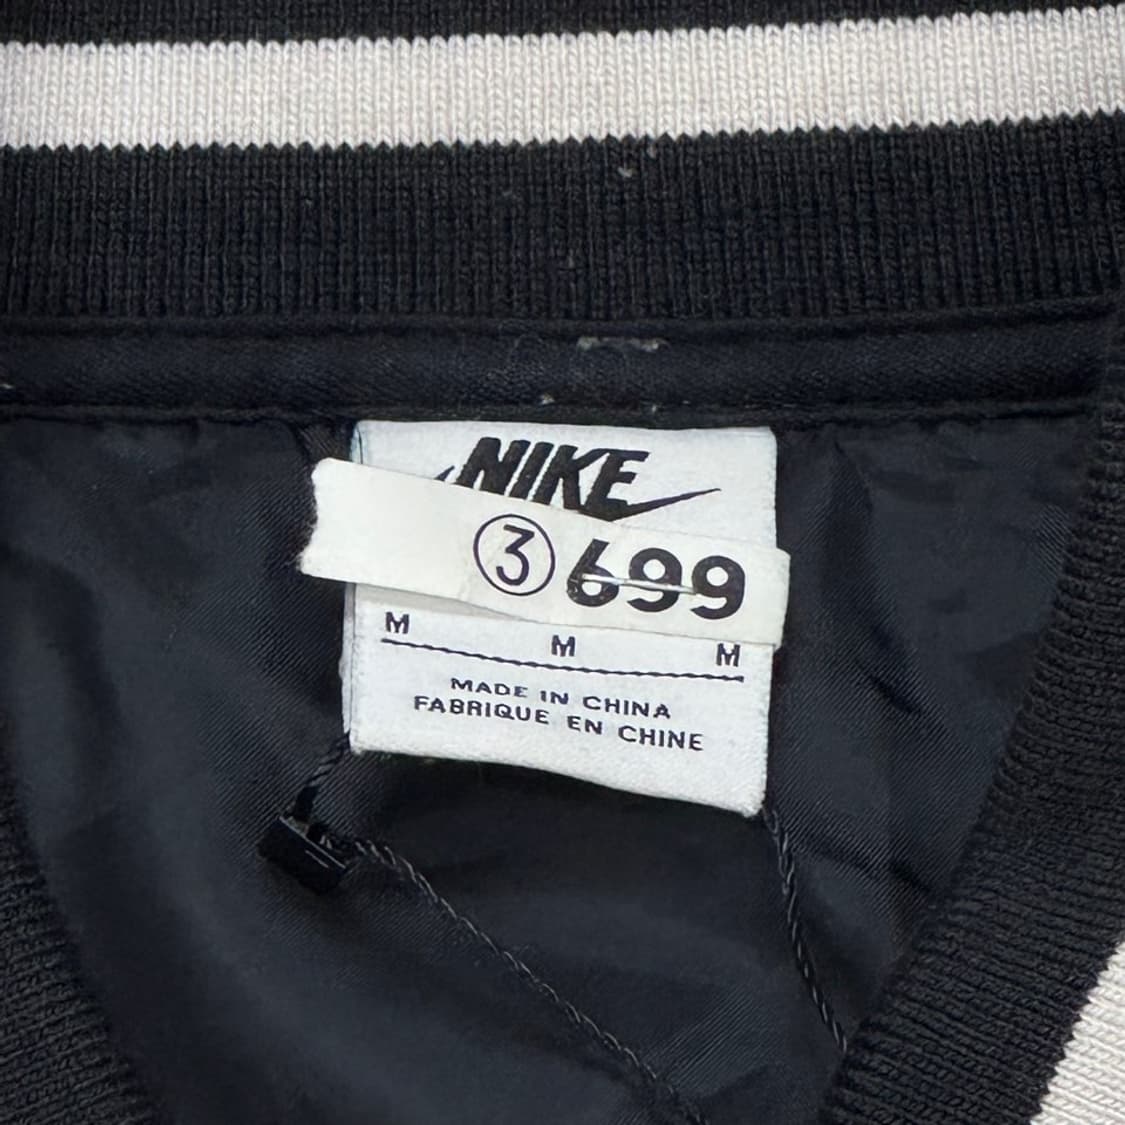 NIKE
③699
M M M
MADE IN CHINA
FABRIQUE EN CHINE